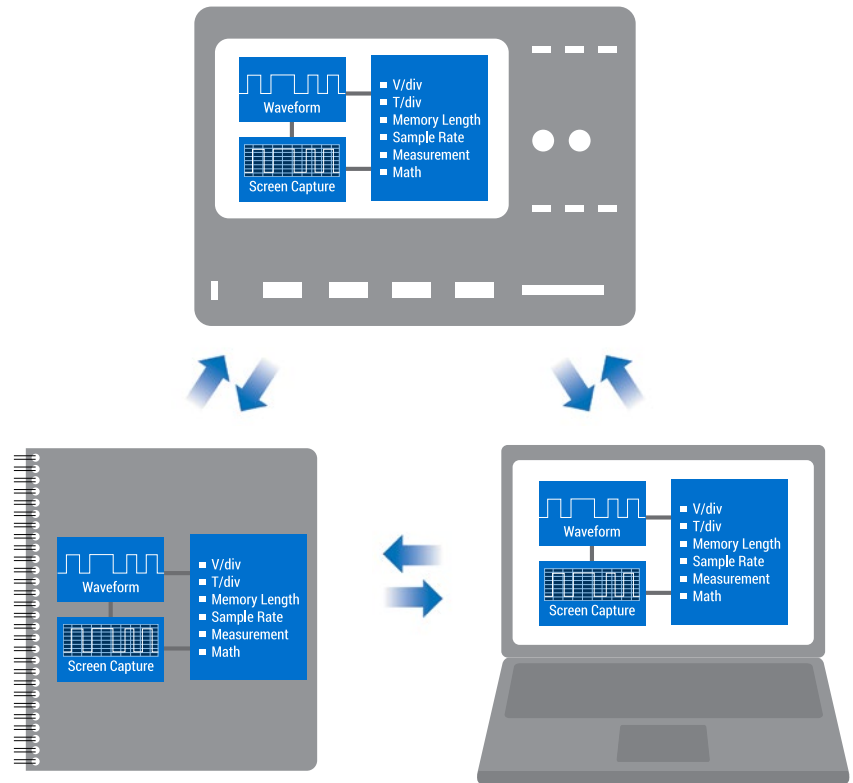 Waveform
Screen Capture
V/div
T/div
Memory Length
Sample Rate
Measurement
Math
Waveform
Screen Capture
V/div
T/div
Memory Length
Sample Rate
Measurement
Math
Waveform
Screen Capture
V/div
T/div
Memory Length
Sample Rate
Measurement
Math